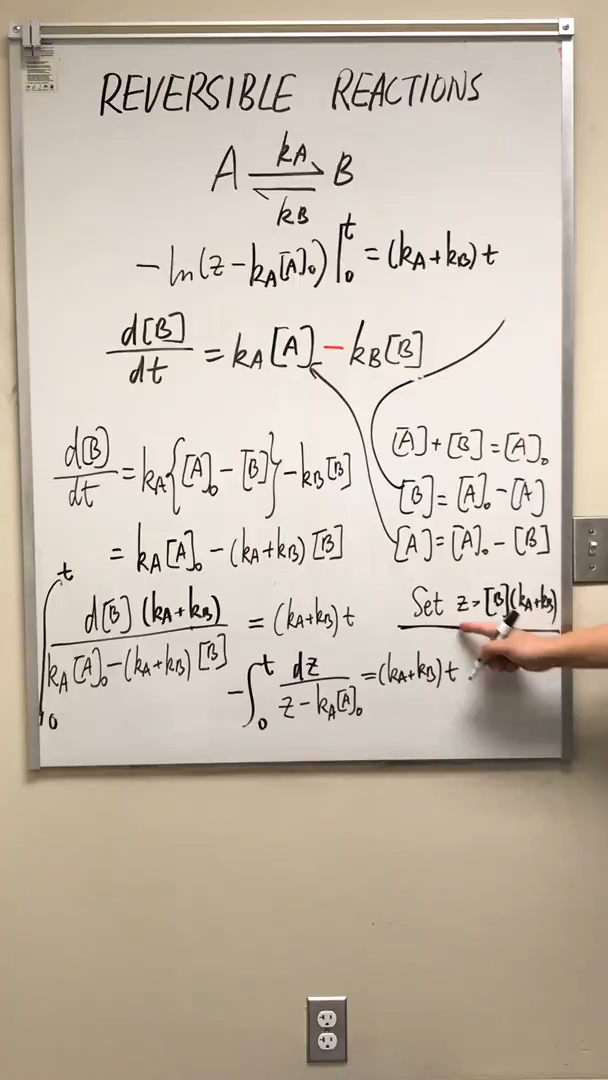 REVERSIBLE REACTIONS
kA
A ⇌ B
kB
-ln(z-kA[A]₀)|₀ᵗ = (kA+kB)t
d[B]/dt = kA[A] - kB[B]
d[B]/dt = kA{[A]₀-[B]}-kB[B]
[A]+[B]=[A]₀
[B]=[A]₀-[A]
= kA[A]₀-(kA+kB)[B]
[A]=[A]₀-[B]
∫₀ᵗ d[B](kA+kB)/(kA[A]₀-(kA+kB)[B]) = (kA+kB)t
Set z=[B](kA+kB)
-∫₀ᵗ dz/(z-kA[A]₀) = (kA+kB)t